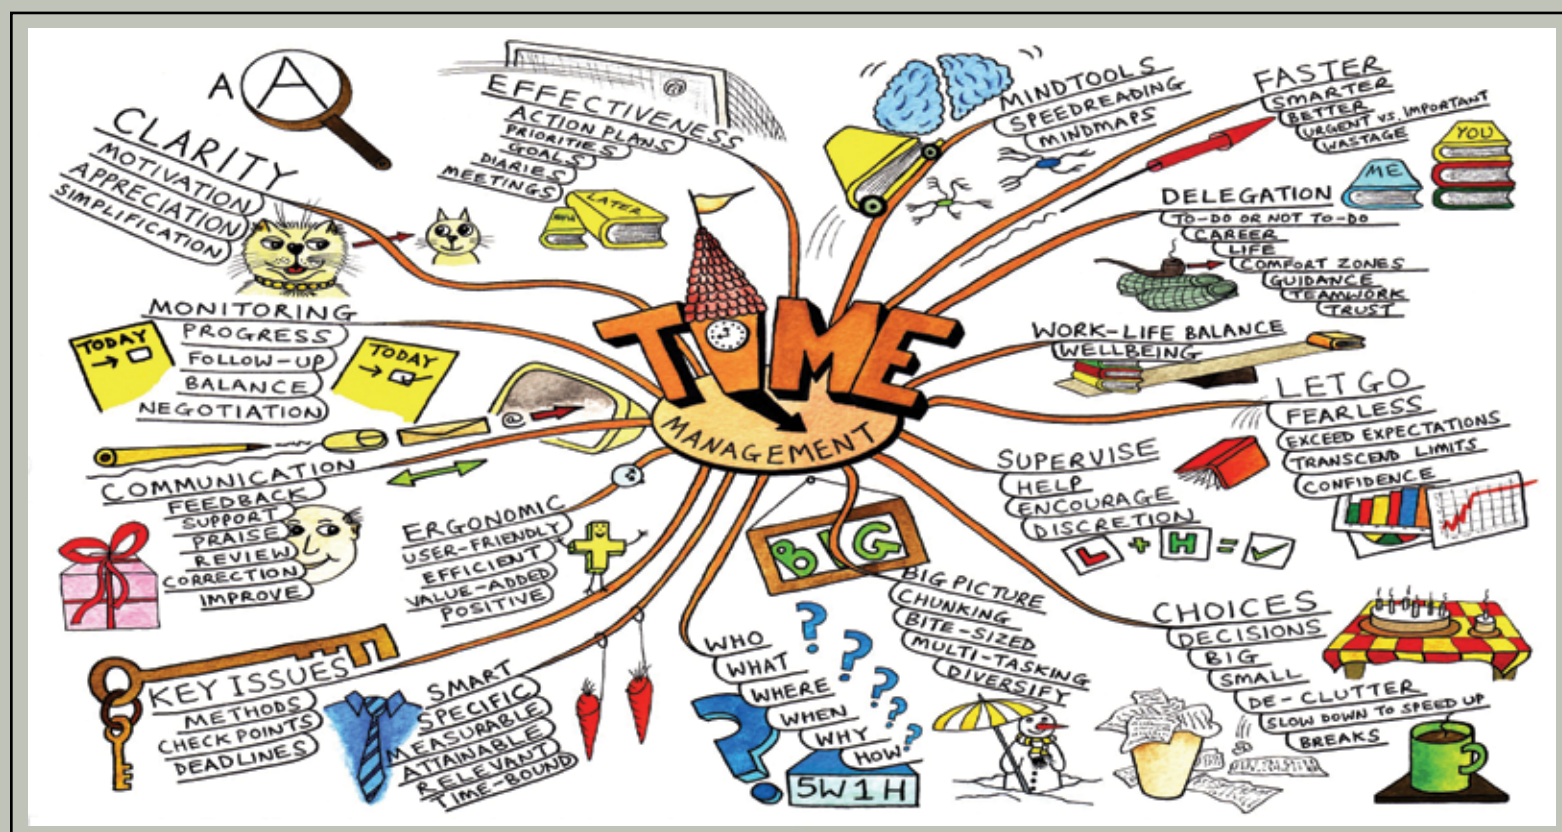 TIME
MANAGEMENT
A A
CLARITY
MOTIVATION
APPRECIATION
SIMPLIFICATION
EFFECTIVENESS
ACTION PLANS
PRIORITIES
GOALS
DIARIES
MEETINGS
@
NOW
LATER
MINDTOOLS
SPEEDREADING
MINDMAPS
FASTER
SMARTER
BETTER
URGENT VS. IMPORTANT
WASTAGE
YOU
ME
DELEGATION
TO-DO OR NOT TO-DO
CAREER
LIFE
COMFORT ZONES
GUIDANCE
TEAMWORK
TRUST
WORK-LIFE BALANCE
WELLBEING
LET GO
FEARLESS
EXCEED EXPECTATIONS
TRANSCEND LIMITS
CONFIDENCE
SUPERVISE
HELP
ENCOURAGE
DISCRETION
L + H = ✓
CHOICES
DECISIONS
BIG
SMALL
DE-CLUTTER
SLOW DOWN TO SPEED UP
BREAKS
BIG
BIG PICTURE
CHUNKING
BITE-SIZED
MULTI-TASKING
DIVERSIFY
WHO
WHAT
WHERE
WHEN
WHY
HOW
? ? ? ? ? ? ?
5W1H
SMART
SPECIFIC
MEASURABLE
ATTAINABLE
RELEVANT
TIME-BOUND
KEY ISSUES
METHODS
CHECK POINTS
DEADLINES
ERGONOMIC
USER-FRIENDLY
EFFICIENT
VALUE-ADDED
POSITIVE
COMMUNICATION
FEEDBACK
SUPPORT
PRAISE
REVIEW
CORRECTION
IMPROVE
@
MONITORING
PROGRESS
FOLLOW-UP
BALANCE
NEGOTIATION
TODAY
TODAY